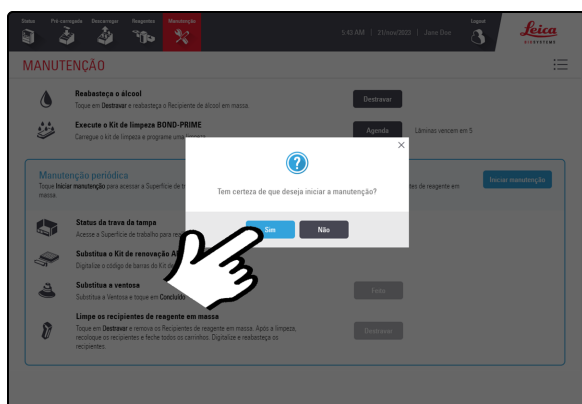 Status Pré-carregada Descarregar Reagentes Manutenção Logout
5:43 AM | 21/nov/2023 | Jane Doe
Leica
BIOSYSTEMS
MANUTENÇÃO
Reabasteça o álcool
Toque em Destravar e reabasteça o Recipiente de álcool em massa.
Destravar
Execute o Kit de limpeza BOND-PRIME
Carregue o kit de limpeza e programe uma
Agenda
Lâminas vencem em 5.
Tem certeza de que deseja iniciar a manutenção?
Sim
Não
Manutenção periódica
Toque Iniciar manutenção para acessar a Superfície de
tes de reagente em
massa.
Iniciar manutenção
Status da trava da tampa
Acesse a Superfície de trabalho para
Substitua o Kit de renovação
Digitalize o código de barras do Kit
Substitua a ventosa
Substitua a Ventosa e toque em Concluído
Feito
Limpe os recipientes de reagente em massa
Toque em Destravar e remova os Recipientes de reagente em massa. Após a limpeza,
recoloque os recipientes e feche todos os carrinhos. Digitalize e reabasteça os
recipientes.
Destravar